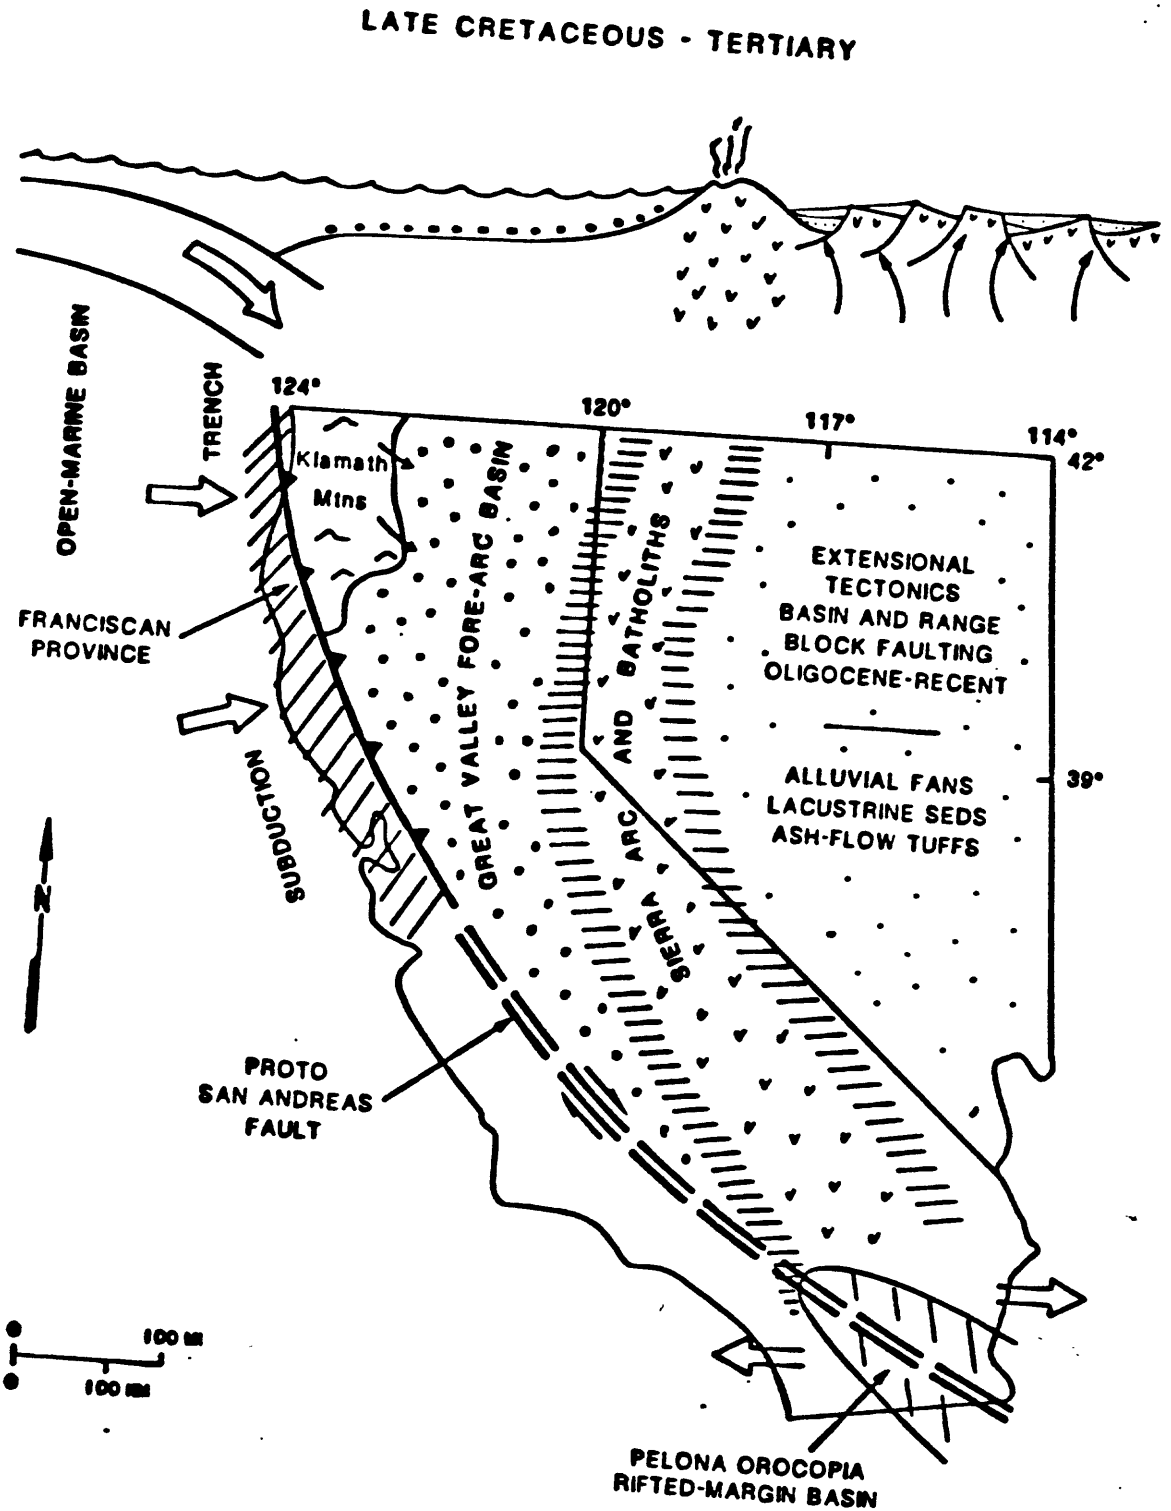 LATE CRETACEOUS - TERTIARY
OPEN-MARINE BASIN
TRENCH
124°
120°
117°
114°
42°
Klamath
Mtns
GREAT VALLEY FORE-ARC BASIN
SIERRA ARC AND BATHOLITHS
EXTENSIONAL
TECTONICS
BASIN AND RANGE
BLOCK FAULTING
OLIGOCENE-RECENT
FRANCISCAN
PROVINCE
SUBDUCTION
39°
ALLUVIAL FANS
LACUSTRINE SEDS
ASH-FLOW TUFFS
N
PROTO
SAN ANDREAS
FAULT
0
100 MI
0
100 KM
PELONA OROCOPIA
RIFTED-MARGIN BASIN